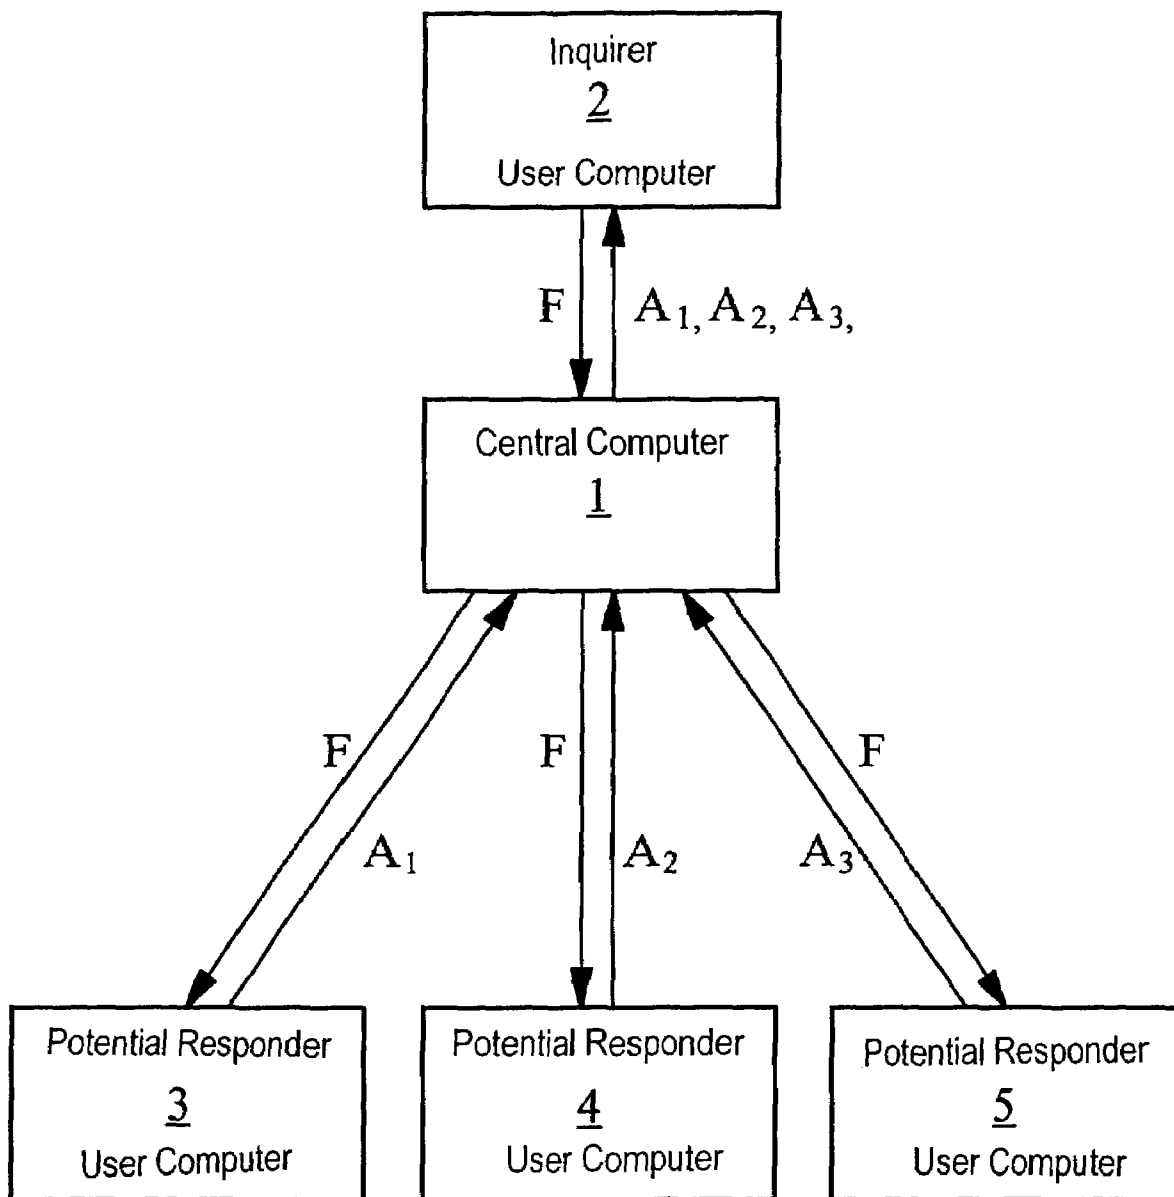 Inquirer
2
User Computer
F
A1, A2, A3,
Central Computer
1
F
F
F
A1
A2
A3
Potential Responder
3
User Computer
Potential Responder
4
User Computer
Potential Responder
5
User Computer